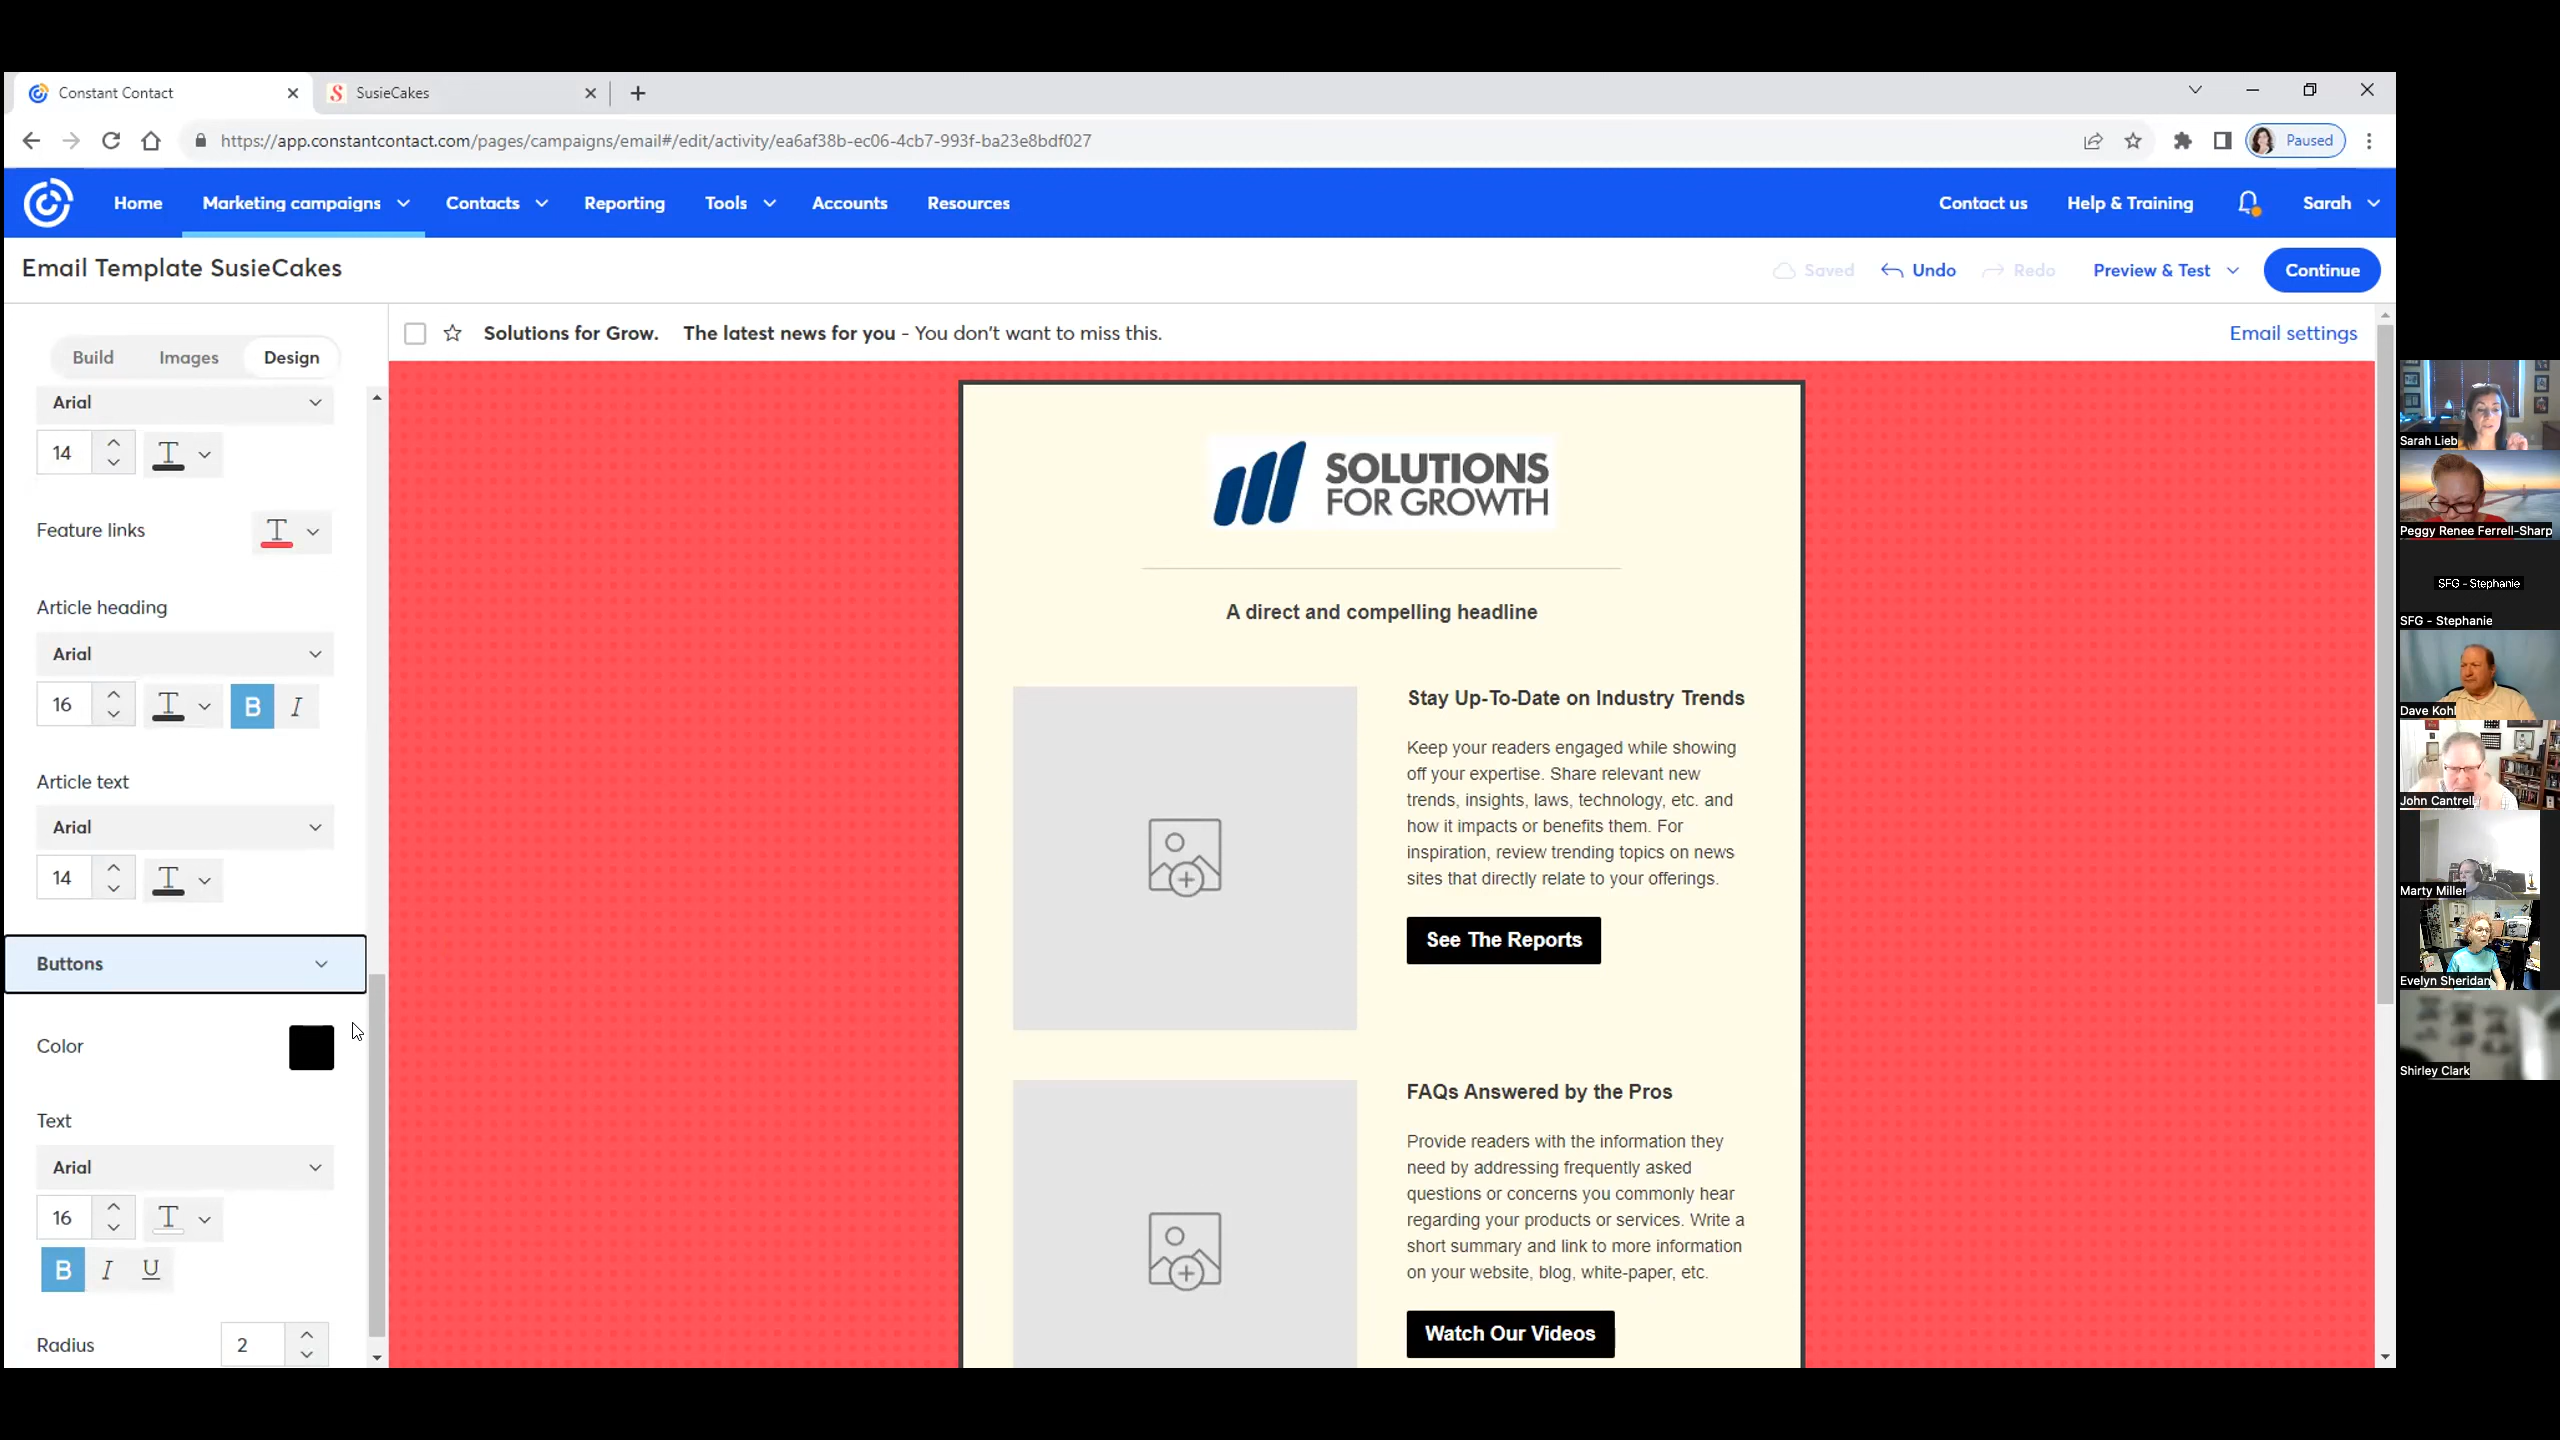 Constant Contact
S SusieCakes
https://app.constantcontact.com/pages/campaigns/email#/edit/activity/ea6af38b-ec06-4cb7-993f-ba23e8bdf027
Paused
Home Marketing campaigns Contacts Reporting Tools Accounts Resources
Contact us Help & Training Sarah
Email Template SusieCakes
Saved Undo Redo Preview & Test Continue
Build Images Design
Arial
14 T
Feature links T
Article heading
Arial
16 T B I
Article text
Arial
14 T
Buttons
Color
Text
Arial
16 T
B I U
Radius 2
Solutions for Grow. The latest news for you - You don't want to miss this.
Email settings
SOLUTIONS
FOR GROWTH
A direct and compelling headline
Stay Up-To-Date on Industry Trends
Keep your readers engaged while showing
off your expertise. Share relevant new
trends, insights, laws, technology, etc. and
how it impacts or benefits them. For
inspiration, review trending topics on news
sites that directly relate to your offerings.
See The Reports
FAQs Answered by the Pros
Provide readers with the information they
need by addressing frequently asked
questions or concerns you commonly hear
regarding your products or services. Write a
short summary and link to more information
on your website, blog, white-paper, etc.
Watch Our Videos
Sarah Lieb
Peggy Renee Ferrell-Sharp
SFG - Stephanie
SFG - Stephanie
Dave Kohl
John Cantrell
Marty Miller
Evelyn Sheridan
Shirley Clark